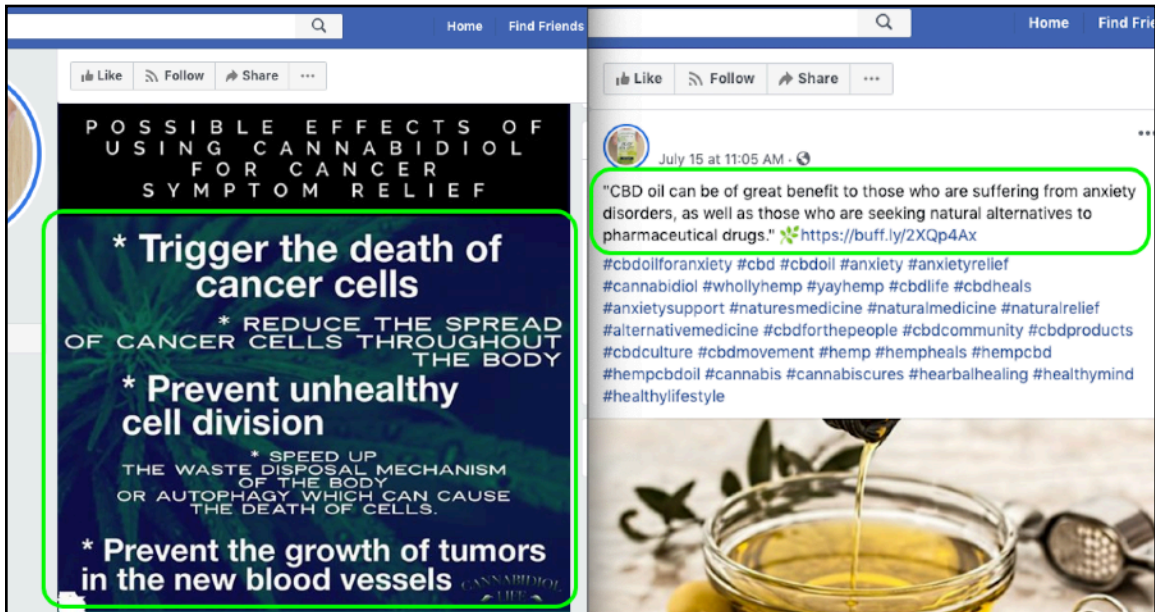 Home Find Friends
Like Follow Share ...
POSSIBLE EFFECTS OF
USING CANNABIDIOL
FOR CANCER
SYMPTOM RELIEF
* Trigger the death of
cancer cells
* REDUCE THE SPREAD
OF CANCER CELLS THROUGHOUT
THE BODY
* Prevent unhealthy
cell division
* SPEED UP
THE WASTE DISPOSAL MECHANISM
OF THE BODY
OR AUTOPHAGY WHICH CAN CAUSE
THE DEATH OF CELLS.
* Prevent the growth of tumors
in the new blood vessels
CANNABIDIOL
LIFE
Home Find Frie
Like Follow Share ...
July 15 at 11:05 AM ·
"CBD oil can be of great benefit to those who are suffering from anxiety
disorders, as well as those who are seeking natural alternatives to
pharmaceutical drugs." https://buff.ly/2XQp4Ax
#cbdoilforanxiety #cbd #cbdoil #anxiety #anxietyrelief
#cannabidiol #whollyhemp #yayhemp #cbdlife #cbdheals
#anxietysupport #naturesmedicine #naturalmedicine #naturalrelief
#alternativemedicine #cbdforthepeople #cbdcommunity #cbdproducts
#cbdculture #cbdmovement #hemp #hempheals #hempcbd
#hempcbdoil #cannabis #cannabiscures #hearbalhealing #healthymind
#healthylifestyle